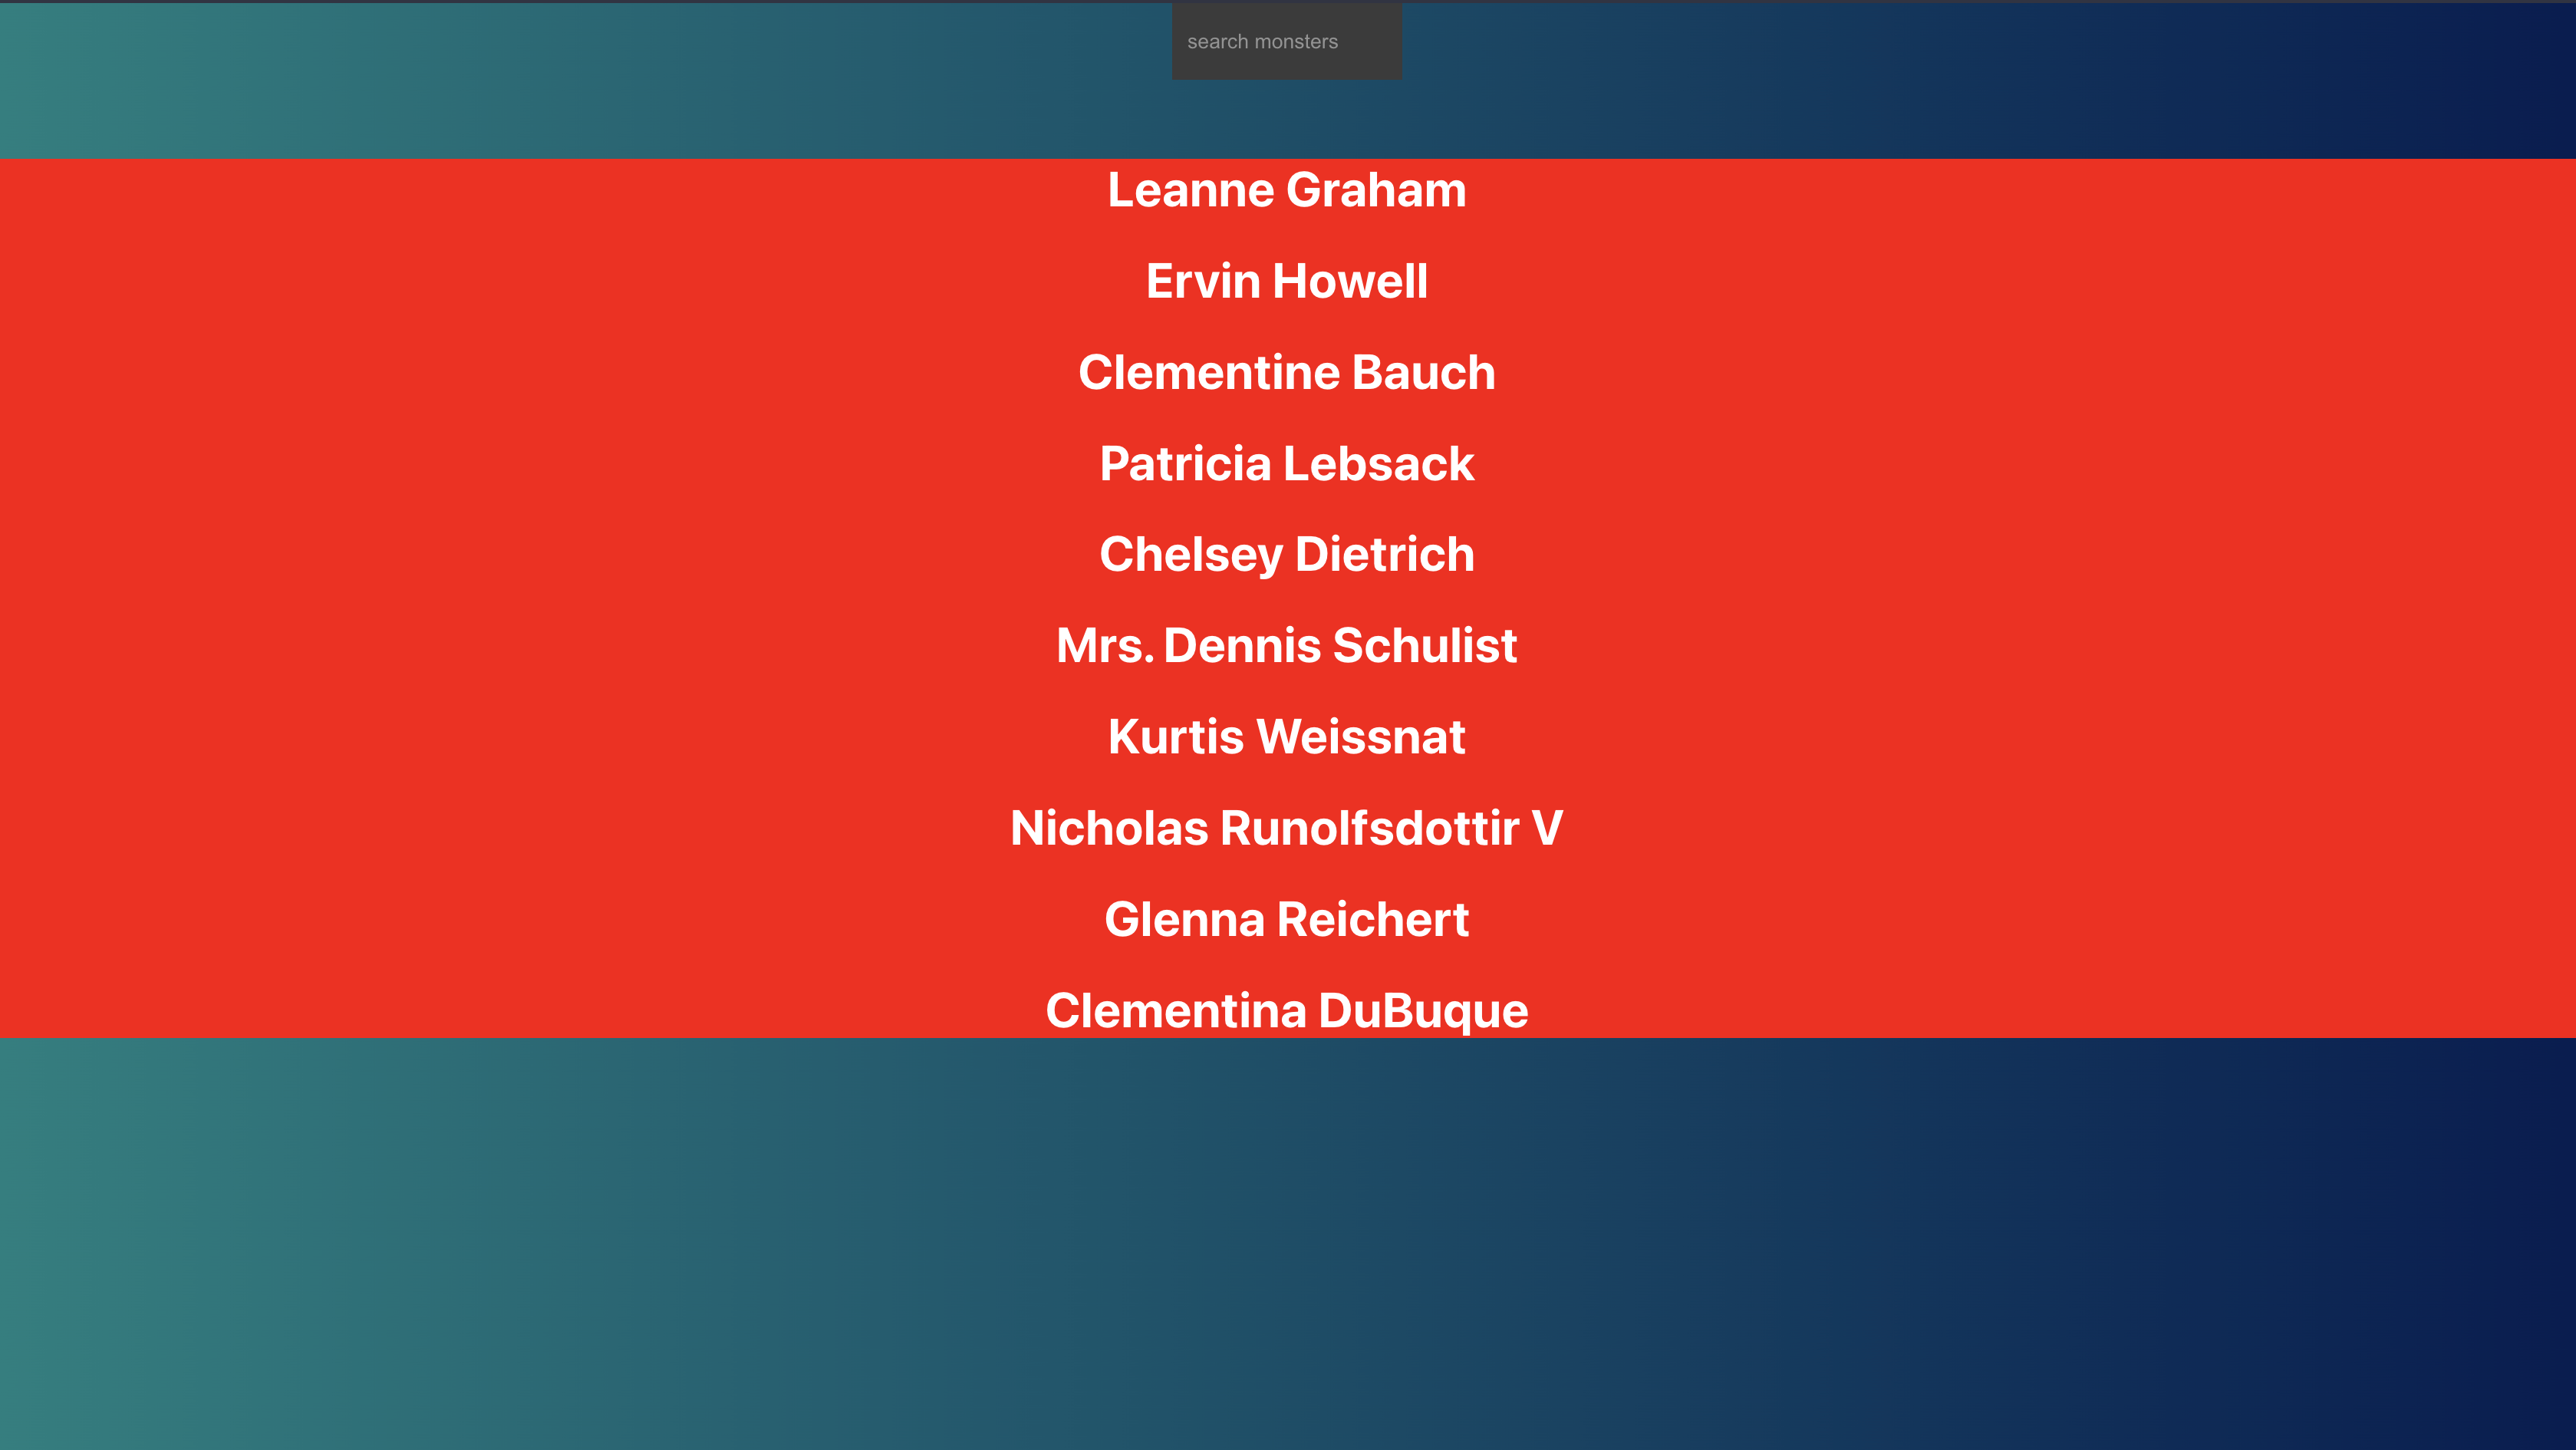 search monsters
Leanne Graham
Ervin Howell
Clementine Bauch
Patricia Lebsack
Chelsey Dietrich
Mrs. Dennis Schulist
Kurtis Weissnat
Nicholas Runolfsdottir V
Glenna Reichert
Clementina DuBuque